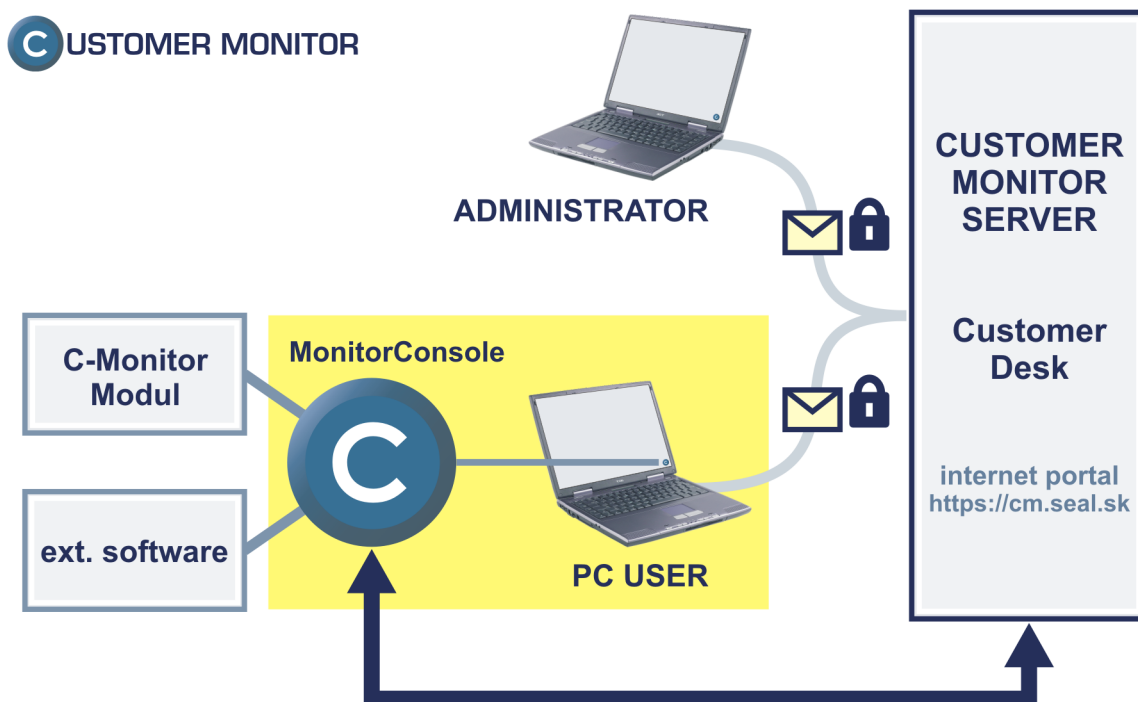 CUSTOMER MONITOR
ADMINISTRATOR
CUSTOMER
MONITOR
SERVER
Customer
Desk
internet portal
https://cm.seal.sk
C-Monitor
Modul
ext. software
MonitorConsole
C
PC USER